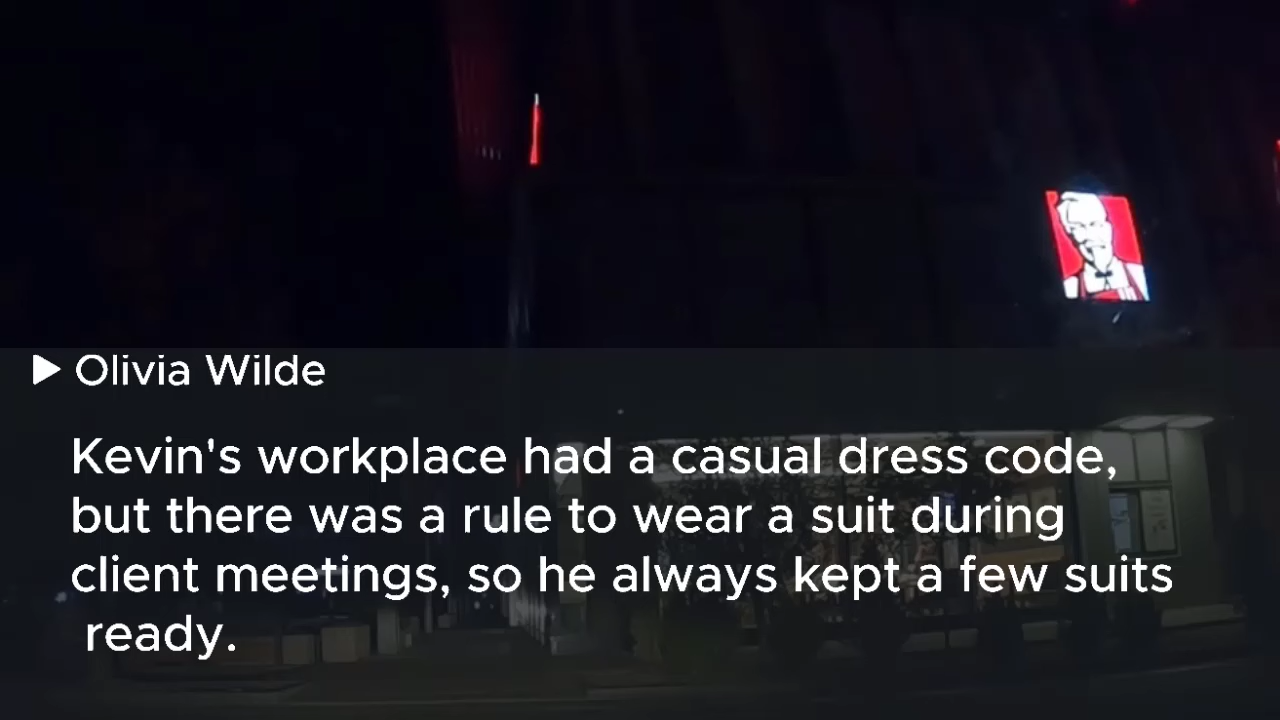 ▶ Olivia Wilde
Kevin's workplace had a casual dress code,
but there was a rule to wear a suit during
client meetings, so he always kept a few suits
ready.